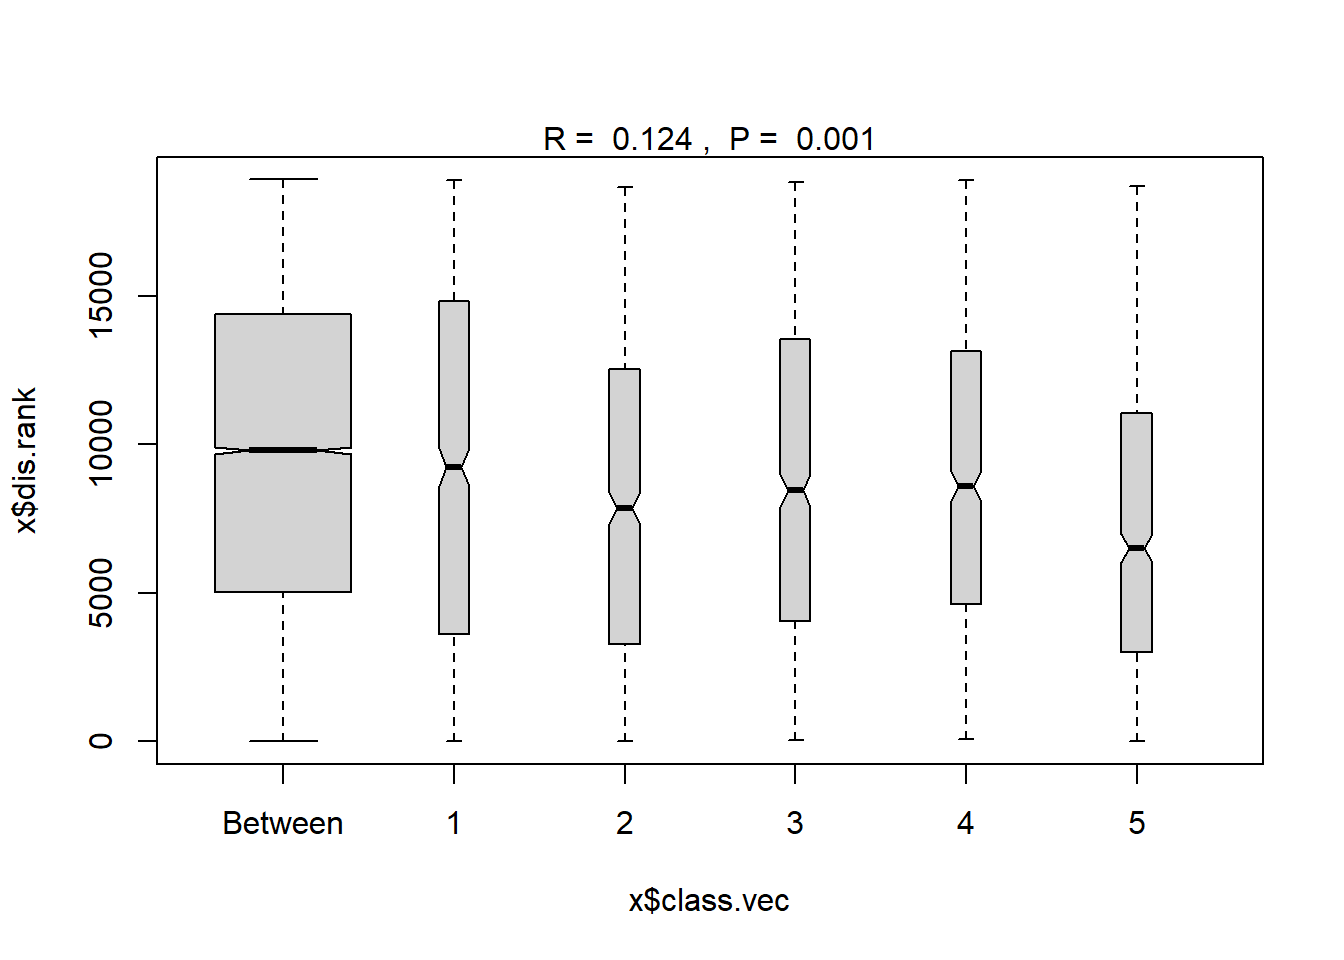 R =  0.124 ,  P =  0.001
x$dis.rank
15000
10000
5000
0
Between 1 2 3 4 5
x$class.vec